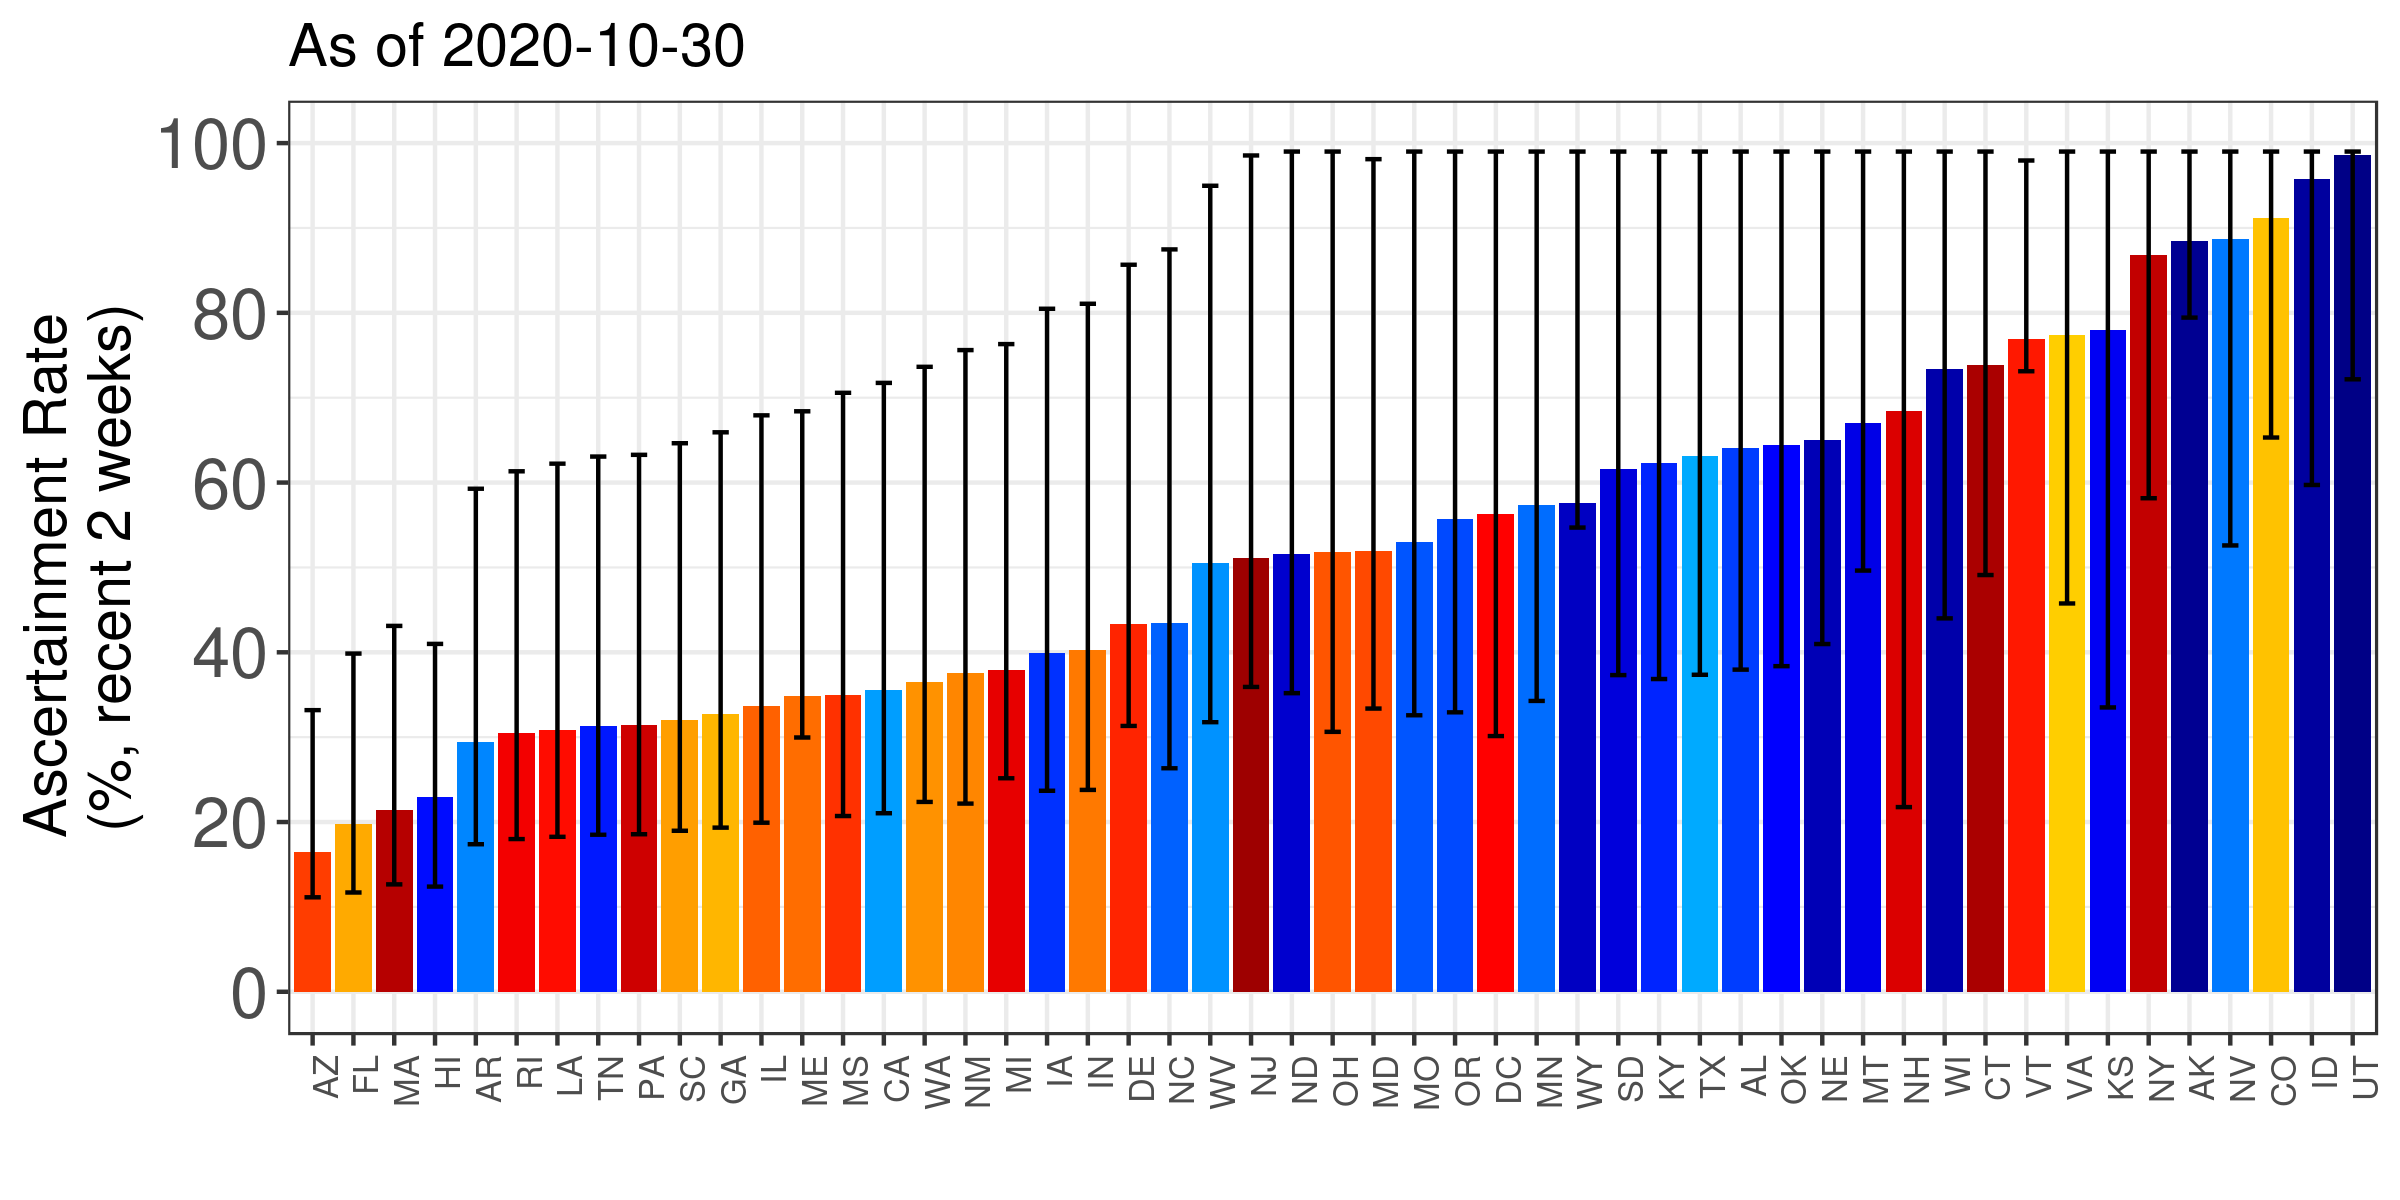 As of 2020-10-30
Ascertainment Rate
(%, recent 2 weeks)
100
80
60
40
20
0
AZ FL MA HI AR RI LA TN PA SC GA IL ME MS CA WA NM MI IA IN DE NC WV NJ ND OH MD MO OR DC MN WY SD KY TX AL OK NE MT NH WI CT VT VA KS NY AK NV CO ID UT